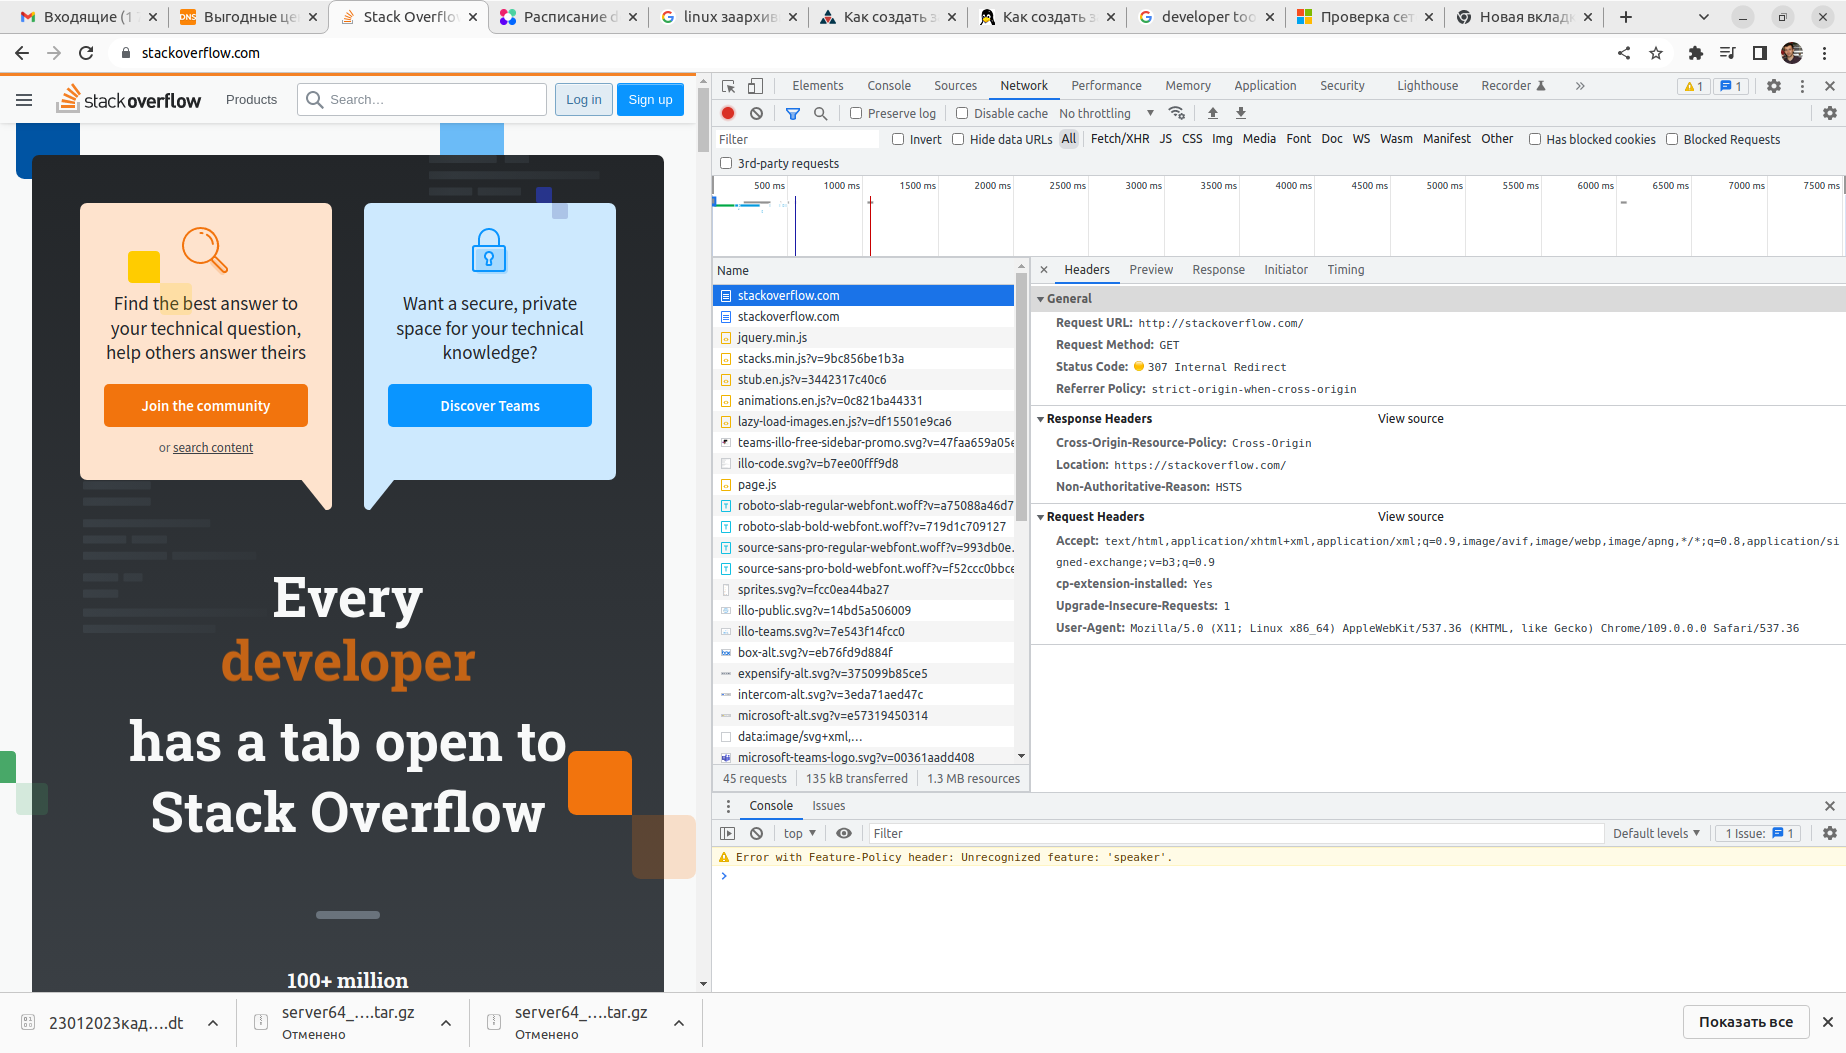 Входящие (1 7
Выгодные це
Stack Overflo
Расписание d
linux заархив
Как создать з
Как создать з
developer too
Проверка сет
Новая вкладк
stackoverflow.com
stackoverflow
Products
Search…
Log in
Sign up
Find the best answer to
your technical question,
help others answer theirs
Join the community
or search content
Want a secure, private
space for your technical
knowledge?
Discover Teams
Every
developer
has a tab open to
Stack Overflow
100+ million
Elements
Console
Sources
Network
Performance
Memory
Application
Security
Lighthouse
Recorder
»
1
1
Preserve log
Disable cache
No throttling
Filter
Invert
Hide data URLs
All
Fetch/XHR
JS
CSS
Img
Media
Font
Doc
WS
Wasm
Manifest
Other
Has blocked cookies
Blocked Requests
3rd-party requests
500 ms
1000 ms
1500 ms
2000 ms
2500 ms
3000 ms
3500 ms
4000 ms
4500 ms
5000 ms
5500 ms
6000 ms
6500 ms
7000 ms
7500 ms
Name
stackoverflow.com
stackoverflow.com
jquery.min.js
stacks.min.js?v=9bc856be1b3a
stub.en.js?v=3442317c40c6
animations.en.js?v=0c821ba44331
lazy-load-images.en.js?v=df15501e9ca6
teams-illo-free-sidebar-promo.svg?v=47faa659a05e
illo-code.svg?v=b7ee00fff9d8
page.js
roboto-slab-regular-webfont.woff?v=a75088a46d7
roboto-slab-bold-webfont.woff?v=719d1c709127
source-sans-pro-regular-webfont.woff?v=993db0e.
source-sans-pro-bold-webfont.woff?v=f52ccc0bbce
sprites.svg?v=fcc0ea44ba27
illo-public.svg?v=14bd5a506009
illo-teams.svg?v=7e543f14fcc0
box-alt.svg?v=eb76fd9d884f
expensify-alt.svg?v=375099b85ce5
intercom-alt.svg?v=3eda71aed47c
microsoft-alt.svg?v=e57319450314
data:image/svg+xml,…
microsoft-teams-logo.svg?v=00361aadd408
45 requests
135 kB transferred
1.3 MB resources
Headers
Preview
Response
Initiator
Timing
General
Request URL: http://stackoverflow.com/
Request Method: GET
Status Code: 307 Internal Redirect
Referrer Policy: strict-origin-when-cross-origin
Response Headers
View source
Cross-Origin-Resource-Policy: Cross-Origin
Location: https://stackoverflow.com/
Non-Authoritative-Reason: HSTS
Request Headers
View source
Accept: text/html,application/xhtml+xml,application/xml;q=0.9,image/avif,image/webp,image/apng,*/*;q=0.8,application/si
gned-exchange;v=b3;q=0.9
cp-extension-installed: Yes
Upgrade-Insecure-Requests: 1
User-Agent: Mozilla/5.0 (X11; Linux x86_64) AppleWebKit/537.36 (KHTML, like Gecko) Chrome/109.0.0.0 Safari/537.36
Console
Issues
top
Filter
Default levels
1 Issue: 1
Error with Feature-Policy header: Unrecognized feature: 'speaker'.
23012023кад….dt
server64_….tar.gz
Отменено
server64_….tar.gz
Отменено
Показать все